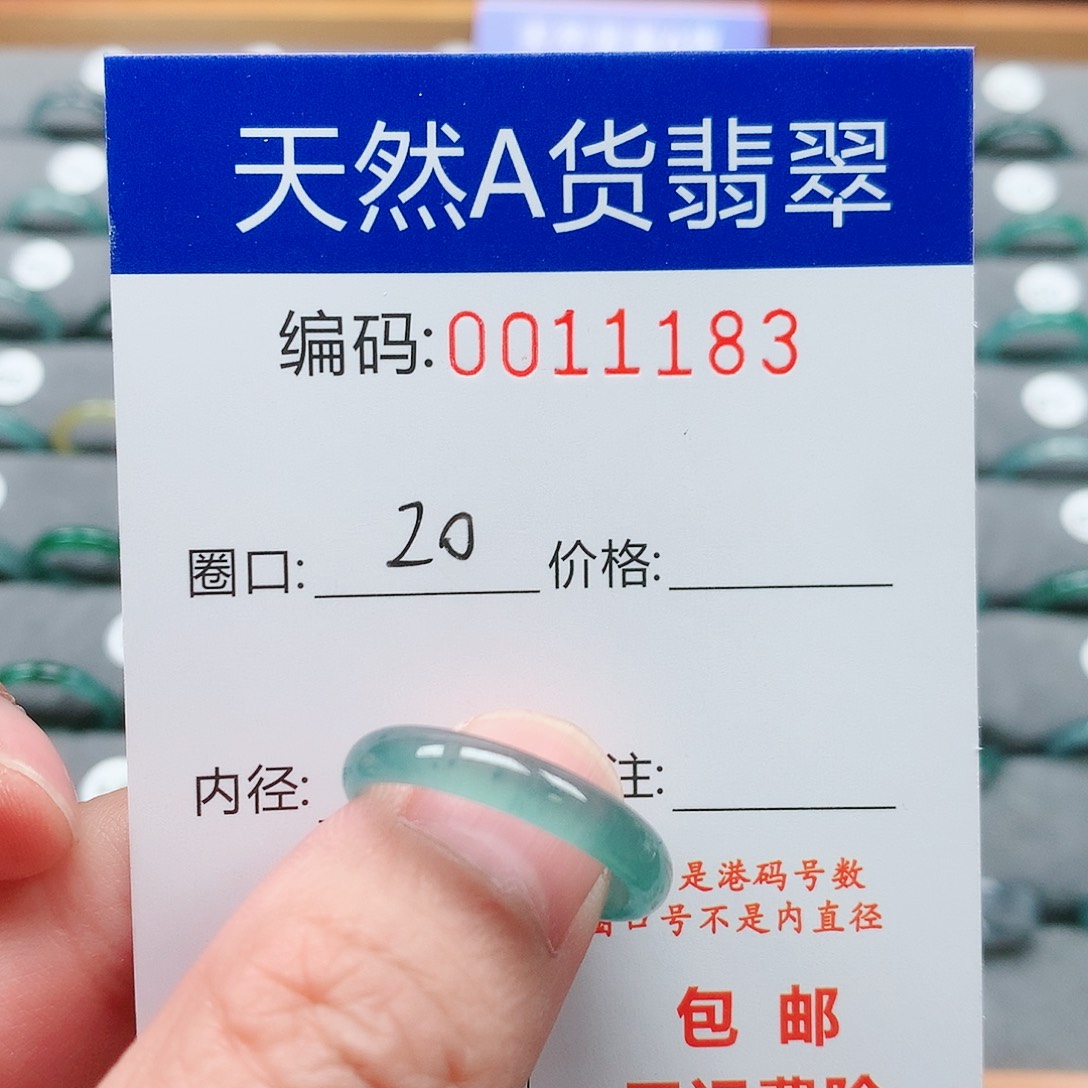 天然A货翡翠
编码:0011183
圈口: 20 价格:
内径: 注:
是港码号数
口号不是内直径
包 邮